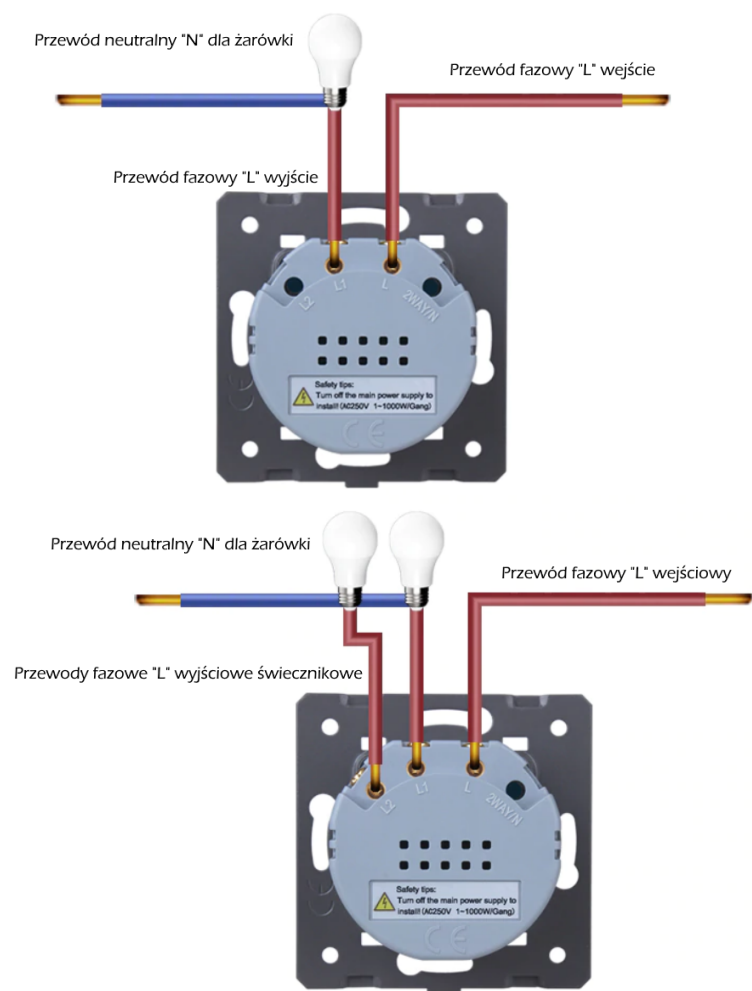 Przewód neutralny "N" dla żarówki
Przewód fazowy "L" wejście
Przewód fazowy "L" wyjście
L2
L1
L
2WAY/N
Safety tips:
Turn off the main power supply to
install! (AC250V 1~1000W/Gang)
CE
CE
Przewód neutralny "N" dla żarówki
Przewód fazowy "L" wejściowy
Przewody fazowe "L" wyjściowe świecznikowe
L2
L1
L
2WAY/N
Safety tips:
Turn off the main power supply to
install! (AC250V 1~1000W/Gang)
CE
CE